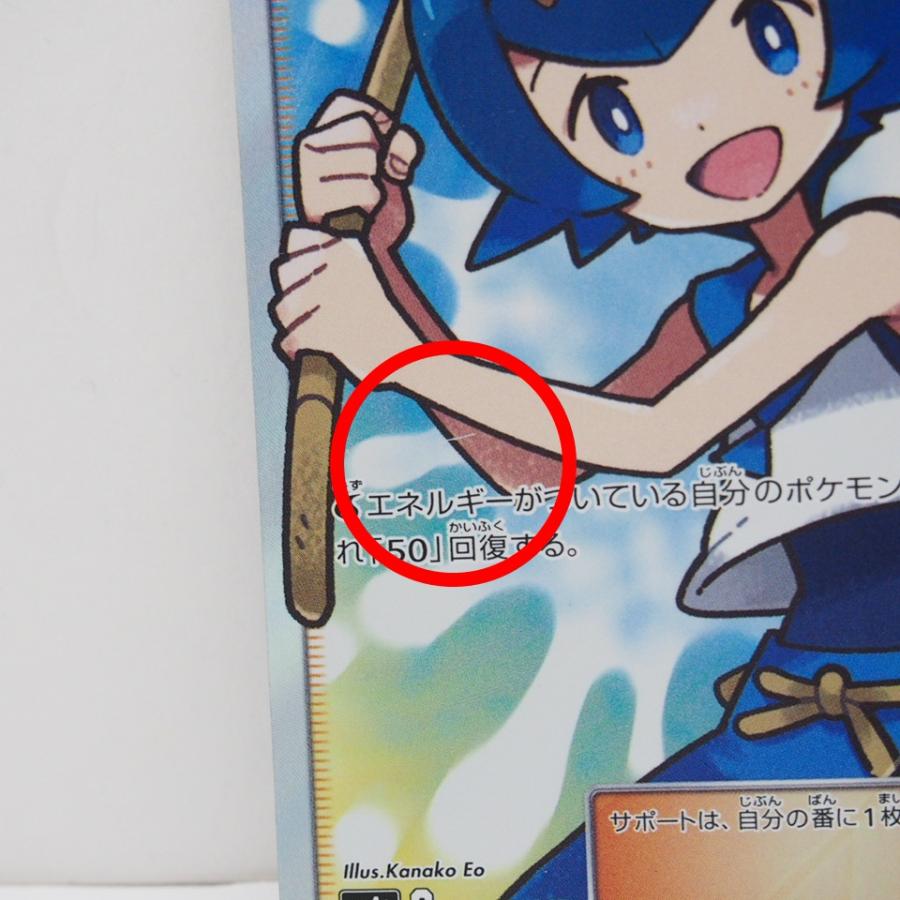 エネルギーがついている自分のポケモン
れ「50」回復する。
サポートは、自分の番に1枚
Illus.Kanako Eo